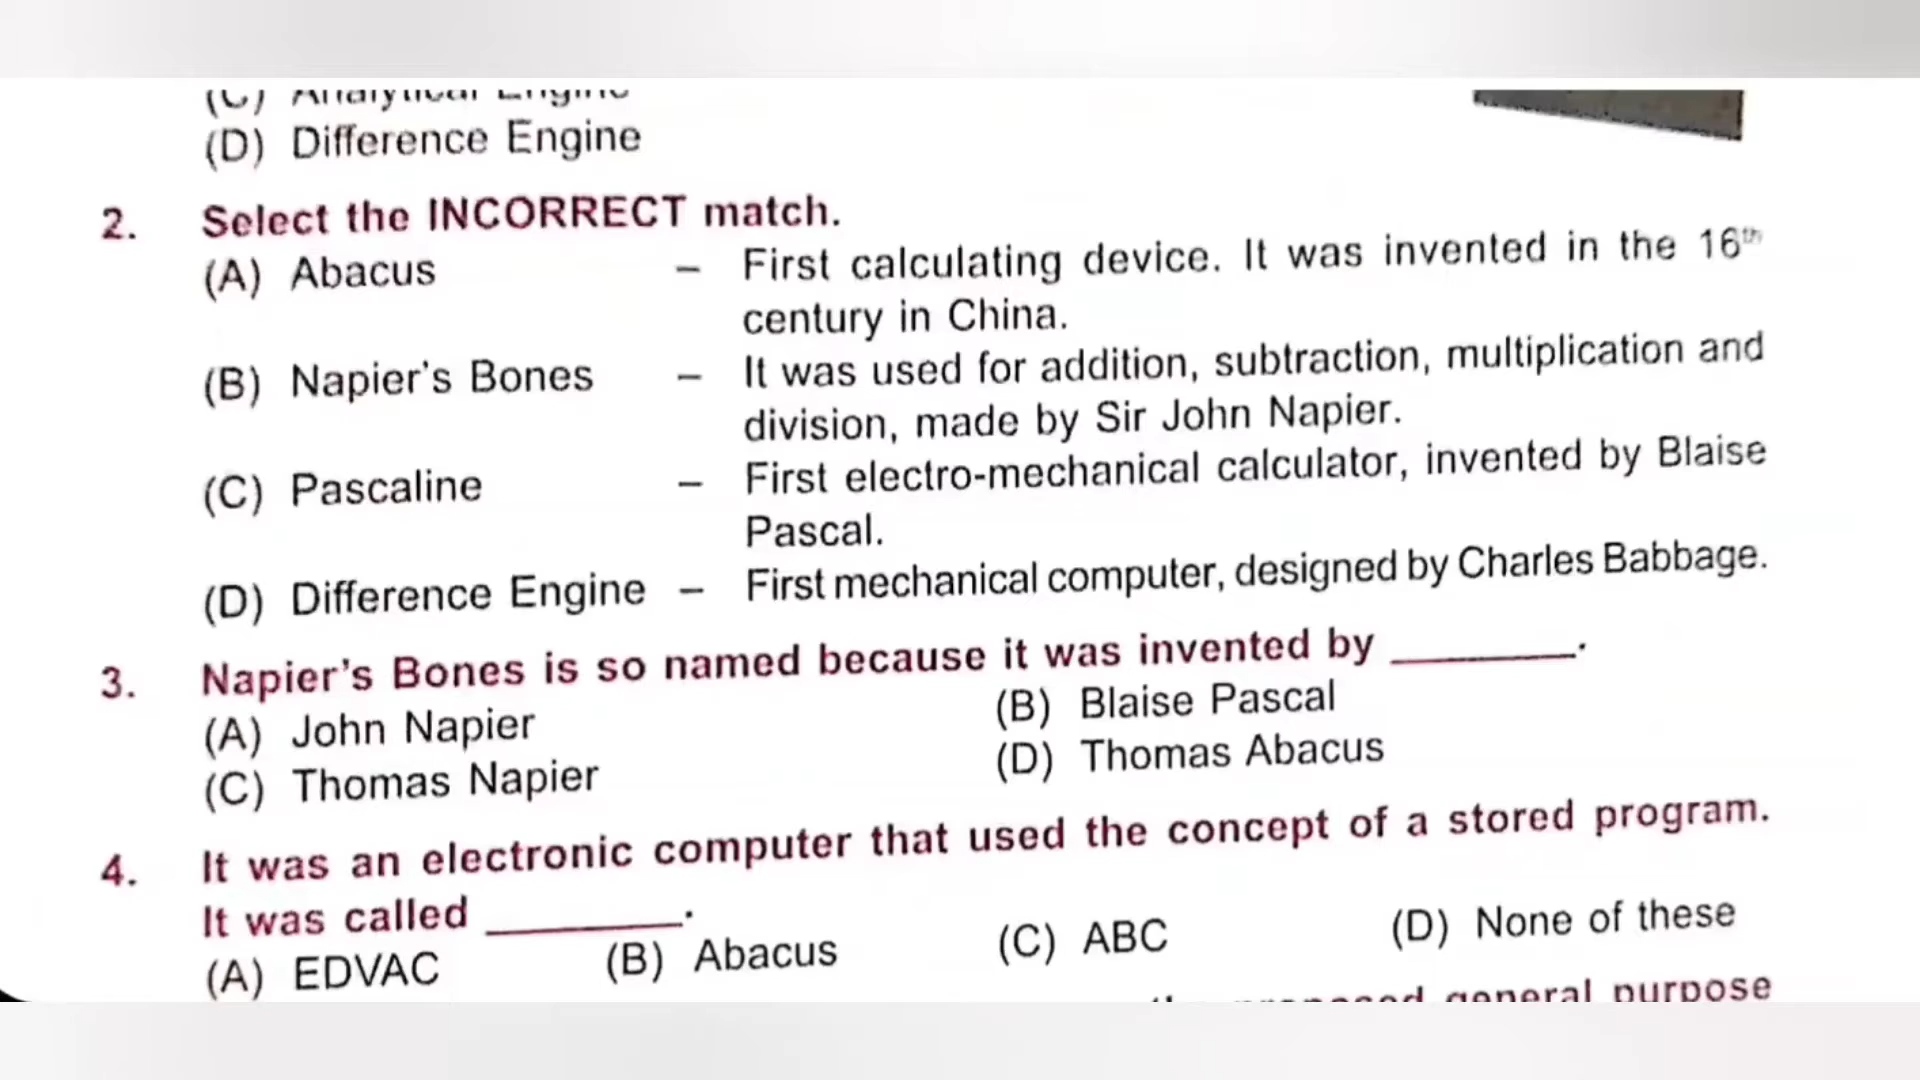 (C) Analytical Engine
(D) Difference Engine
2. Select the INCORRECT match.
(A) Abacus – First calculating device. It was invented in the 16th
century in China.
(B) Napier's Bones – It was used for addition, subtraction, multiplication and
division, made by Sir John Napier.
(C) Pascaline – First electro-mechanical calculator, invented by Blaise
Pascal.
(D) Difference Engine – First mechanical computer, designed by Charles Babbage.
3. Napier's Bones is so named because it was invented by ________.
(A) John Napier (B) Blaise Pascal
(C) Thomas Napier (D) Thomas Abacus
4. It was an electronic computer that used the concept of a stored program.
It was called ________.
(A) EDVAC (B) Abacus (C) ABC (D) None of these
general purpose